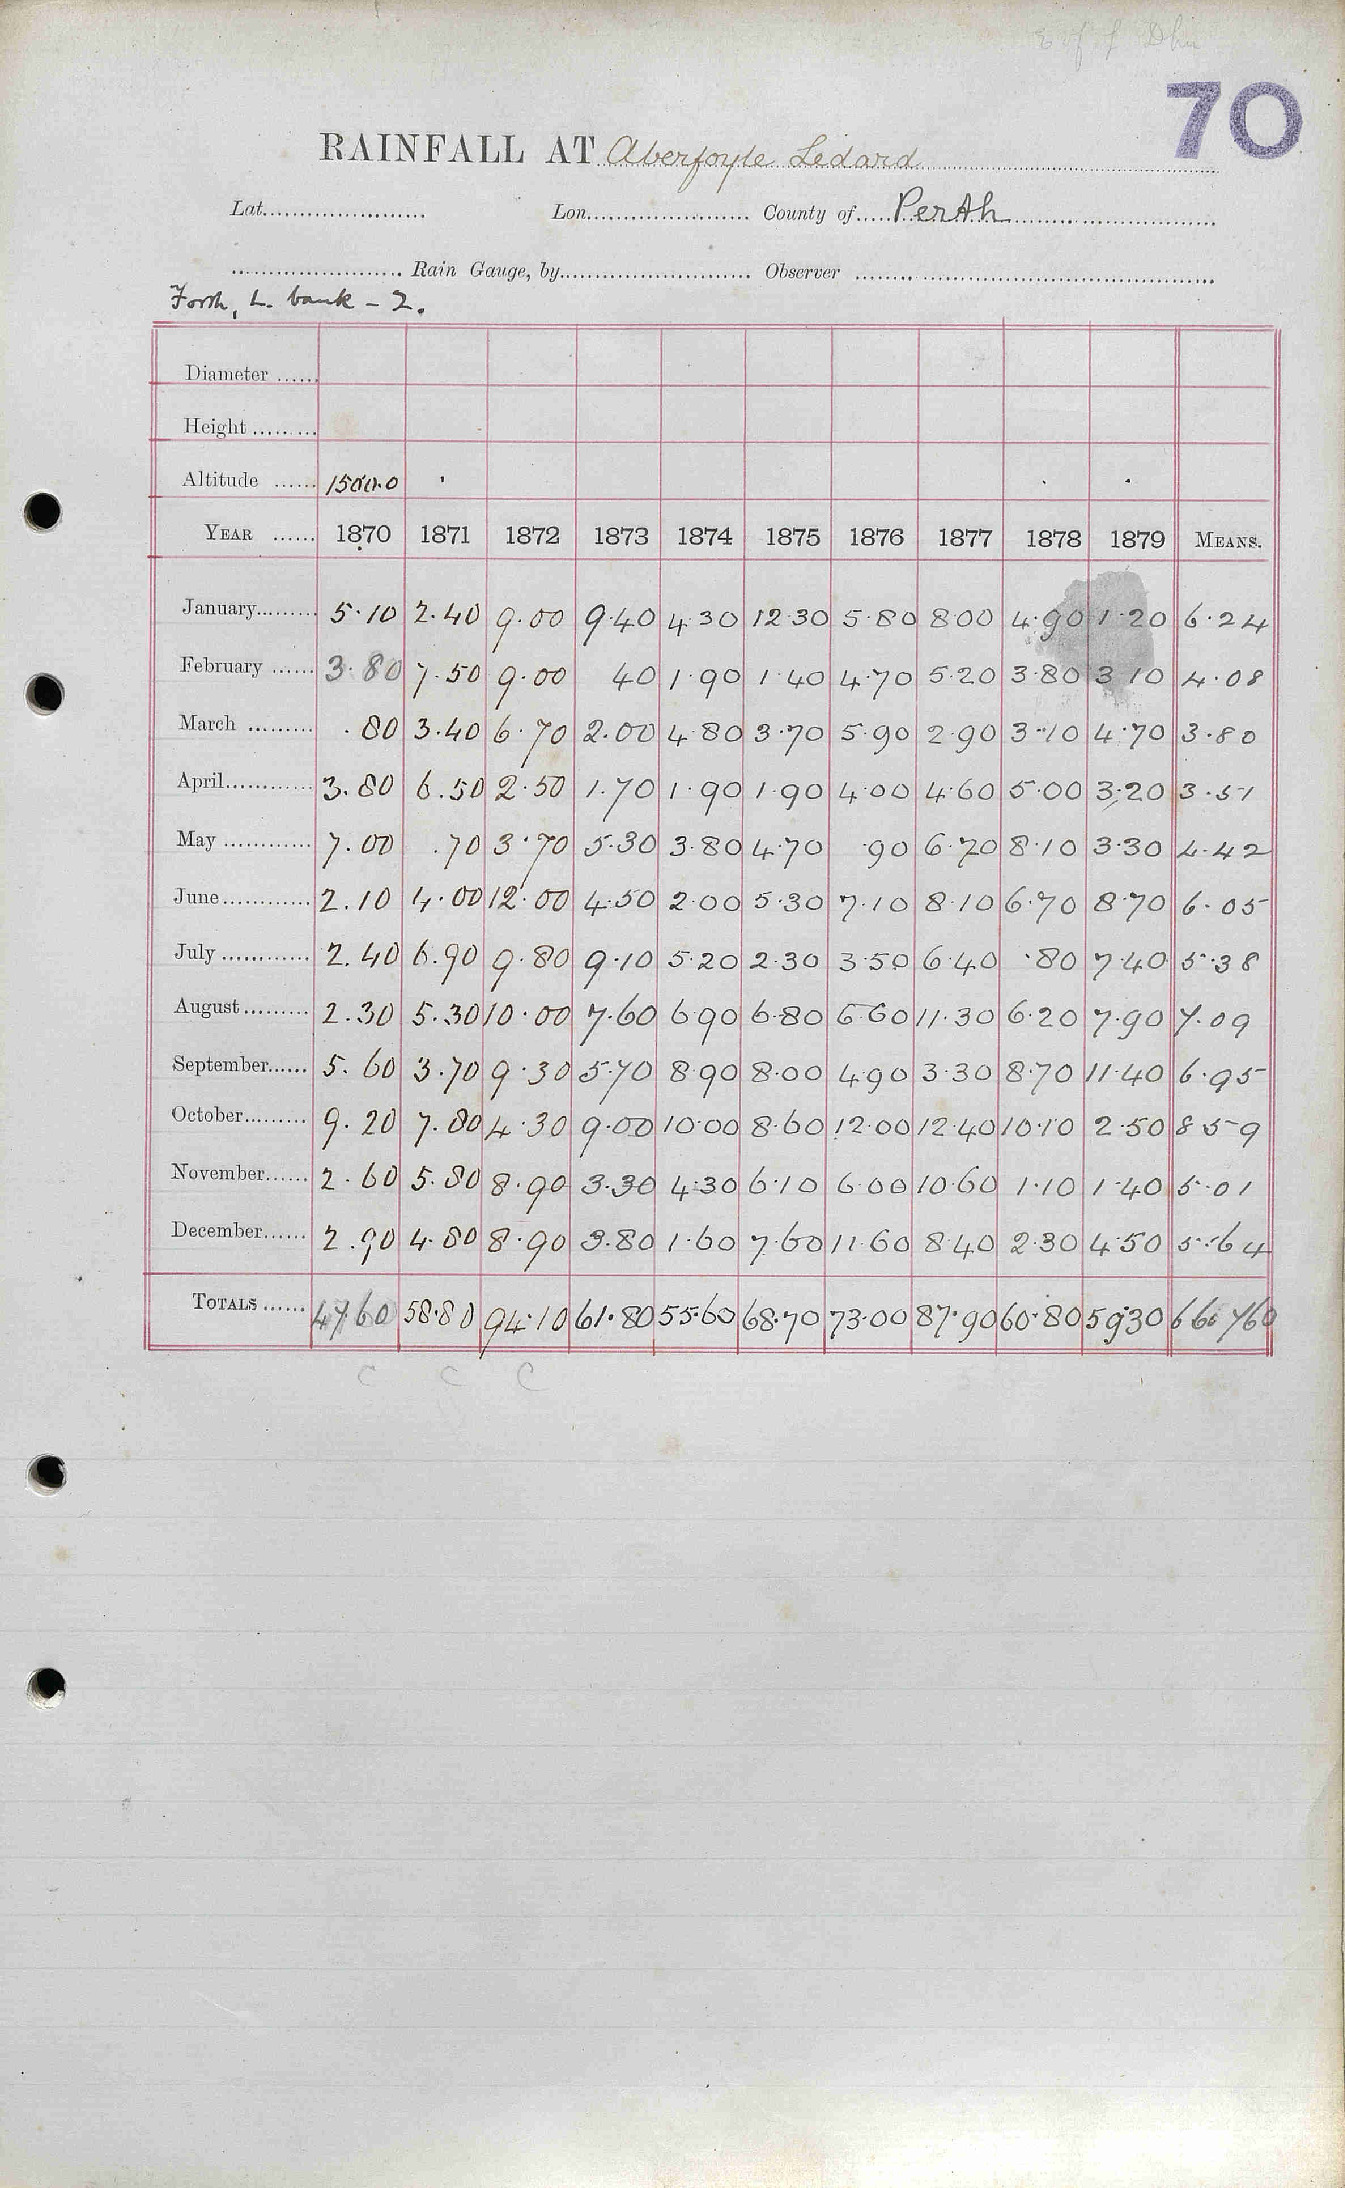 70
RAINFALL AT Aberfoyle Ledard
Lat. Lon. County of Perth
Rain Gauge, by Observer
Forth, L. bank - 2.
Diameter
Height
Altitude 1500.0
YEAR 1870 1871 1872 1873 1874 1875 1876 1877 1878 1879 MEANS.
January 5.10 2.40 9.00 9.40 4.30 12.30 5.80 8.00 4.90 1.20 6.24
February 3.80 7.50 9.00 40 1.90 1.40 4.70 5.20 3.80 3.10 4.08
March .80 3.40 6.70 2.00 4.80 3.70 5.90 2.90 3.10 4.70 3.80
April 3.80 6.50 2.50 1.70 1.90 1.90 4.00 4.60 5.00 3.20 3.51
May 7.00 .70 3.70 5.30 3.80 4.70 .90 6.70 8.10 3.30 4.42
June 2.10 4.00 12.00 4.50 2.00 5.30 7.10 8.10 6.70 8.70 6.05
July 2.40 6.90 9.80 9.10 5.20 2.30 3.50 6.40 .80 7.40 5.38
August 2.30 5.30 10.00 7.60 6.90 6.80 6.60 11.30 6.20 7.90 7.09
September 5.60 3.70 9.30 5.70 8.90 8.00 4.90 3.30 8.70 11.40 6.95
October 9.20 7.80 4.30 9.00 10.00 8.60 12.00 12.40 10.10 2.50 8.59
November 2.60 5.80 8.90 3.30 4.30 6.10 6.00 10.60 1.10 1.40 5.01
December 2.90 4.80 8.90 3.80 1.60 7.60 11.60 8.40 2.30 4.50 5.64
TOTALS 47.60 58.80 94.10 61.80 55.60 68.70 73.00 87.90 60.80 59.30 66.760
C C C